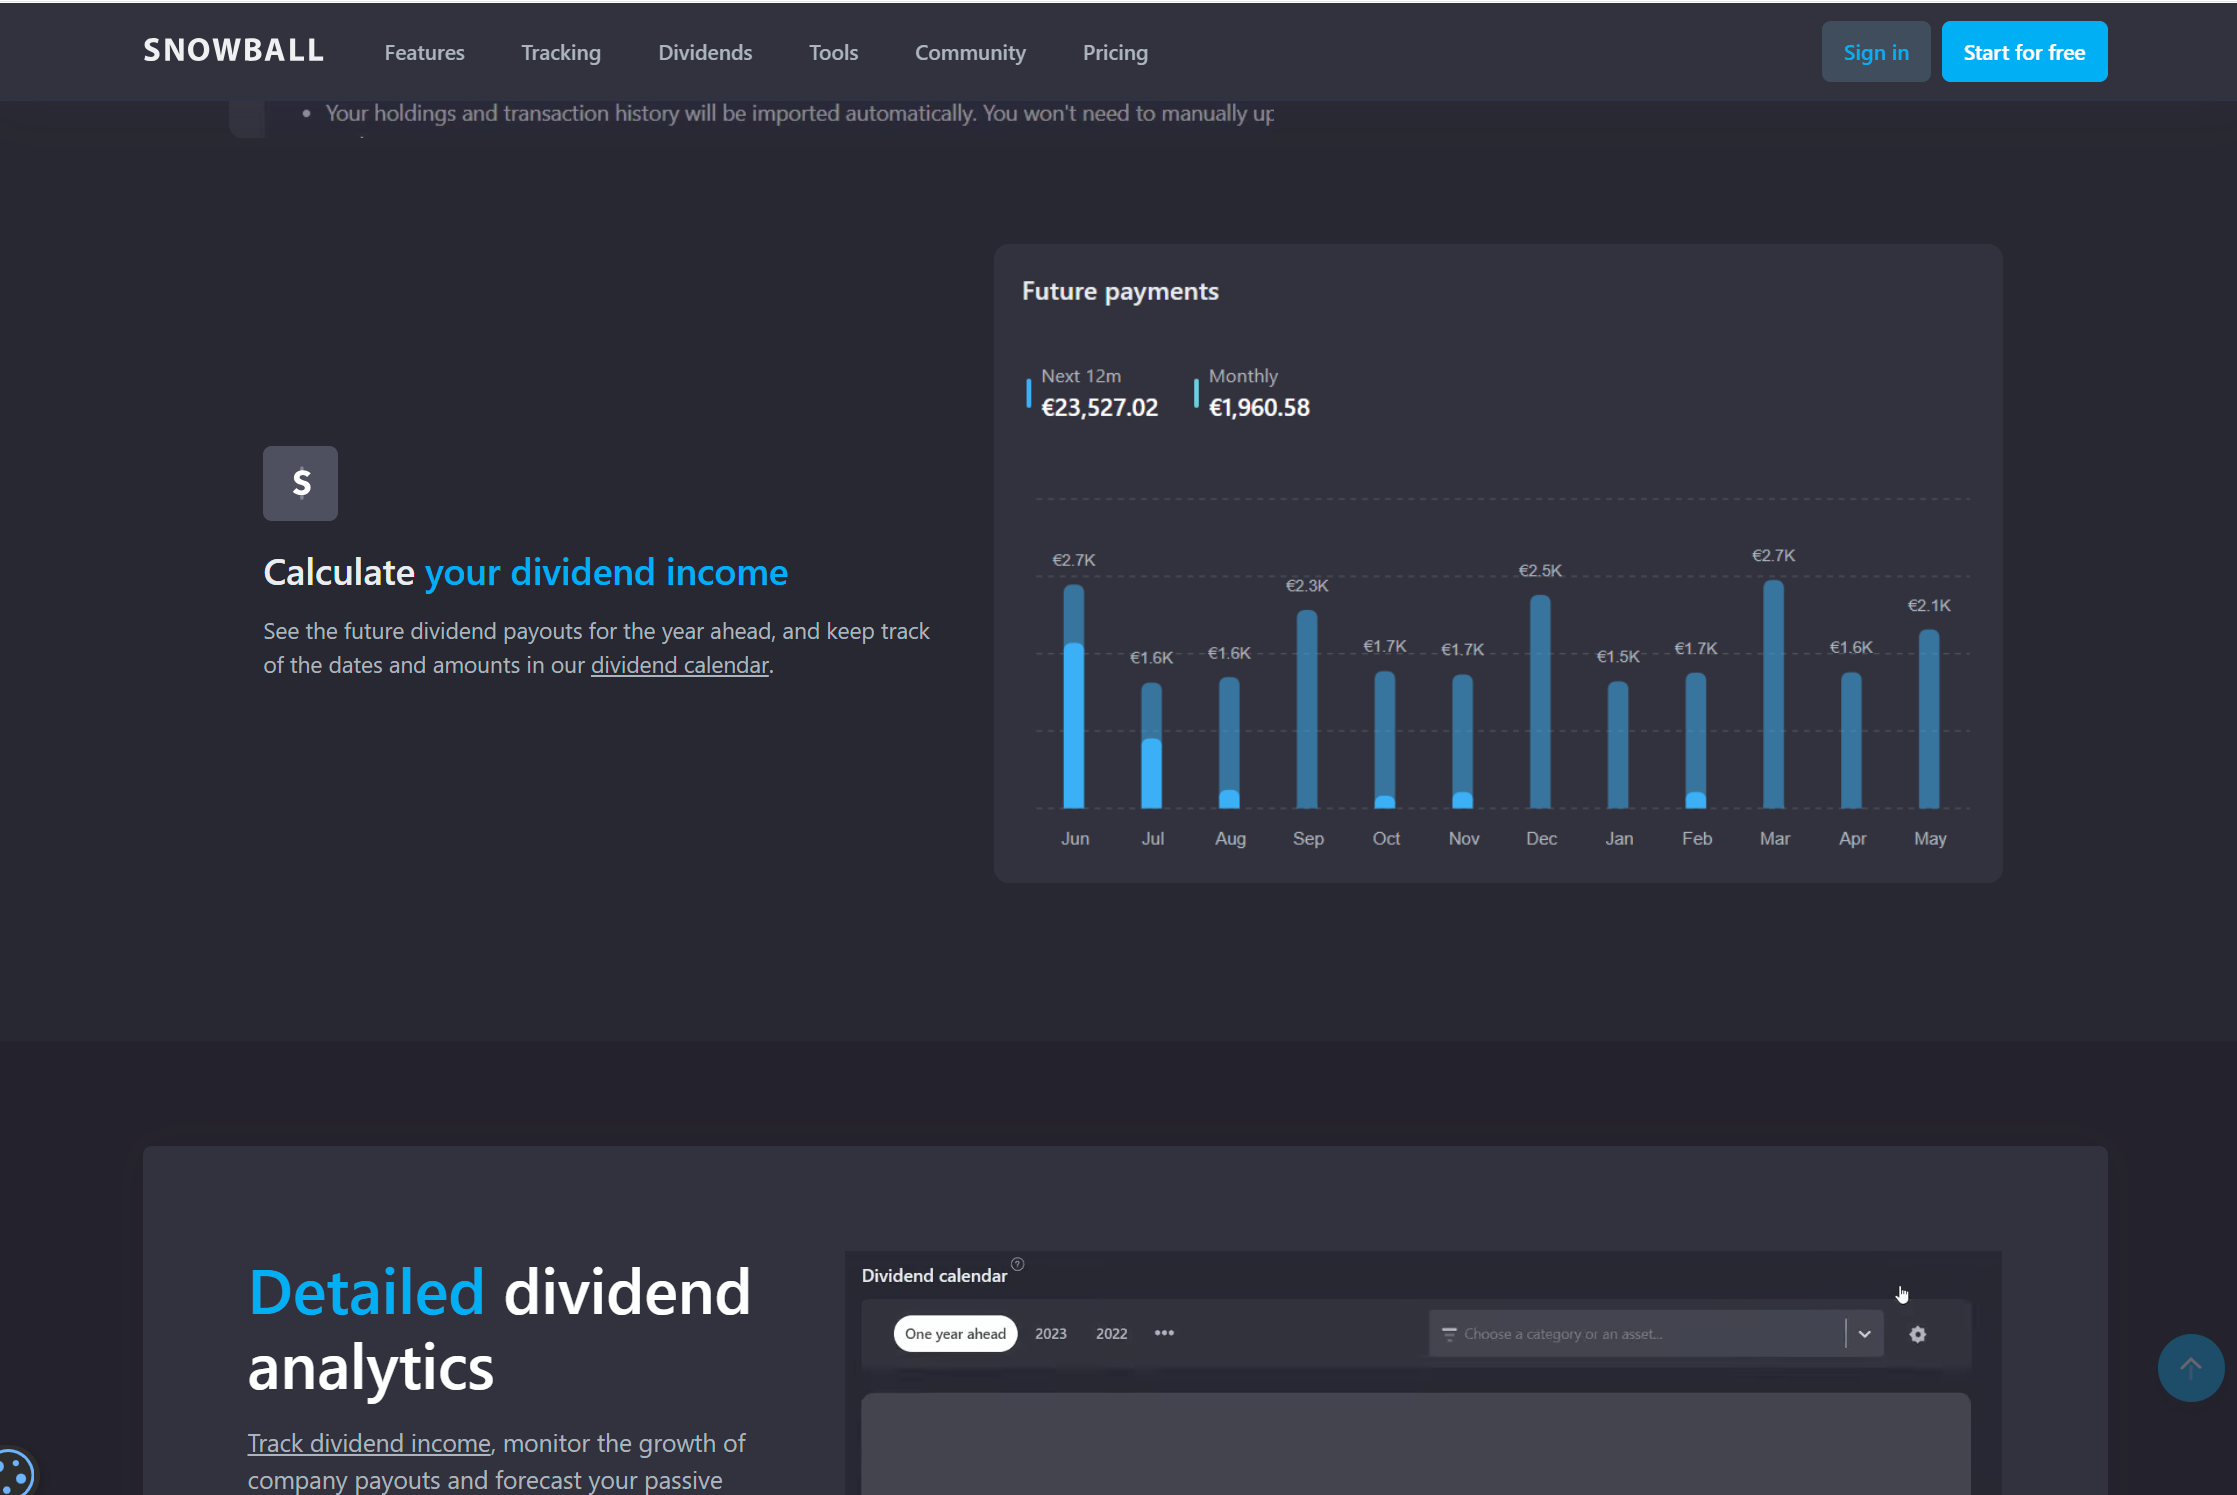 SNOWBALL Features Tracking Dividends Tools Community Pricing Sign in Start for free
• Your holdings and transaction history will be imported automatically. You won't need to manually up
Future payments
Next 12m Monthly
€23,527.02 €1,960.58
$
Calculate your dividend income
See the future dividend payouts for the year ahead, and keep track
of the dates and amounts in our dividend calendar.
€2.7K €1.6K €1.6K €2.3K €1.7K €1.7K €2.5K €1.5K €1.7K €2.7K €1.6K €2.1K
Jun Jul Aug Sep Oct Nov Dec Jan Feb Mar Apr May
Detailed dividend
analytics
Track dividend income, monitor the growth of
company payouts and forecast your passive
Dividend calendar ?
One year ahead 2023 2022 ••• Choose a category or an asset...